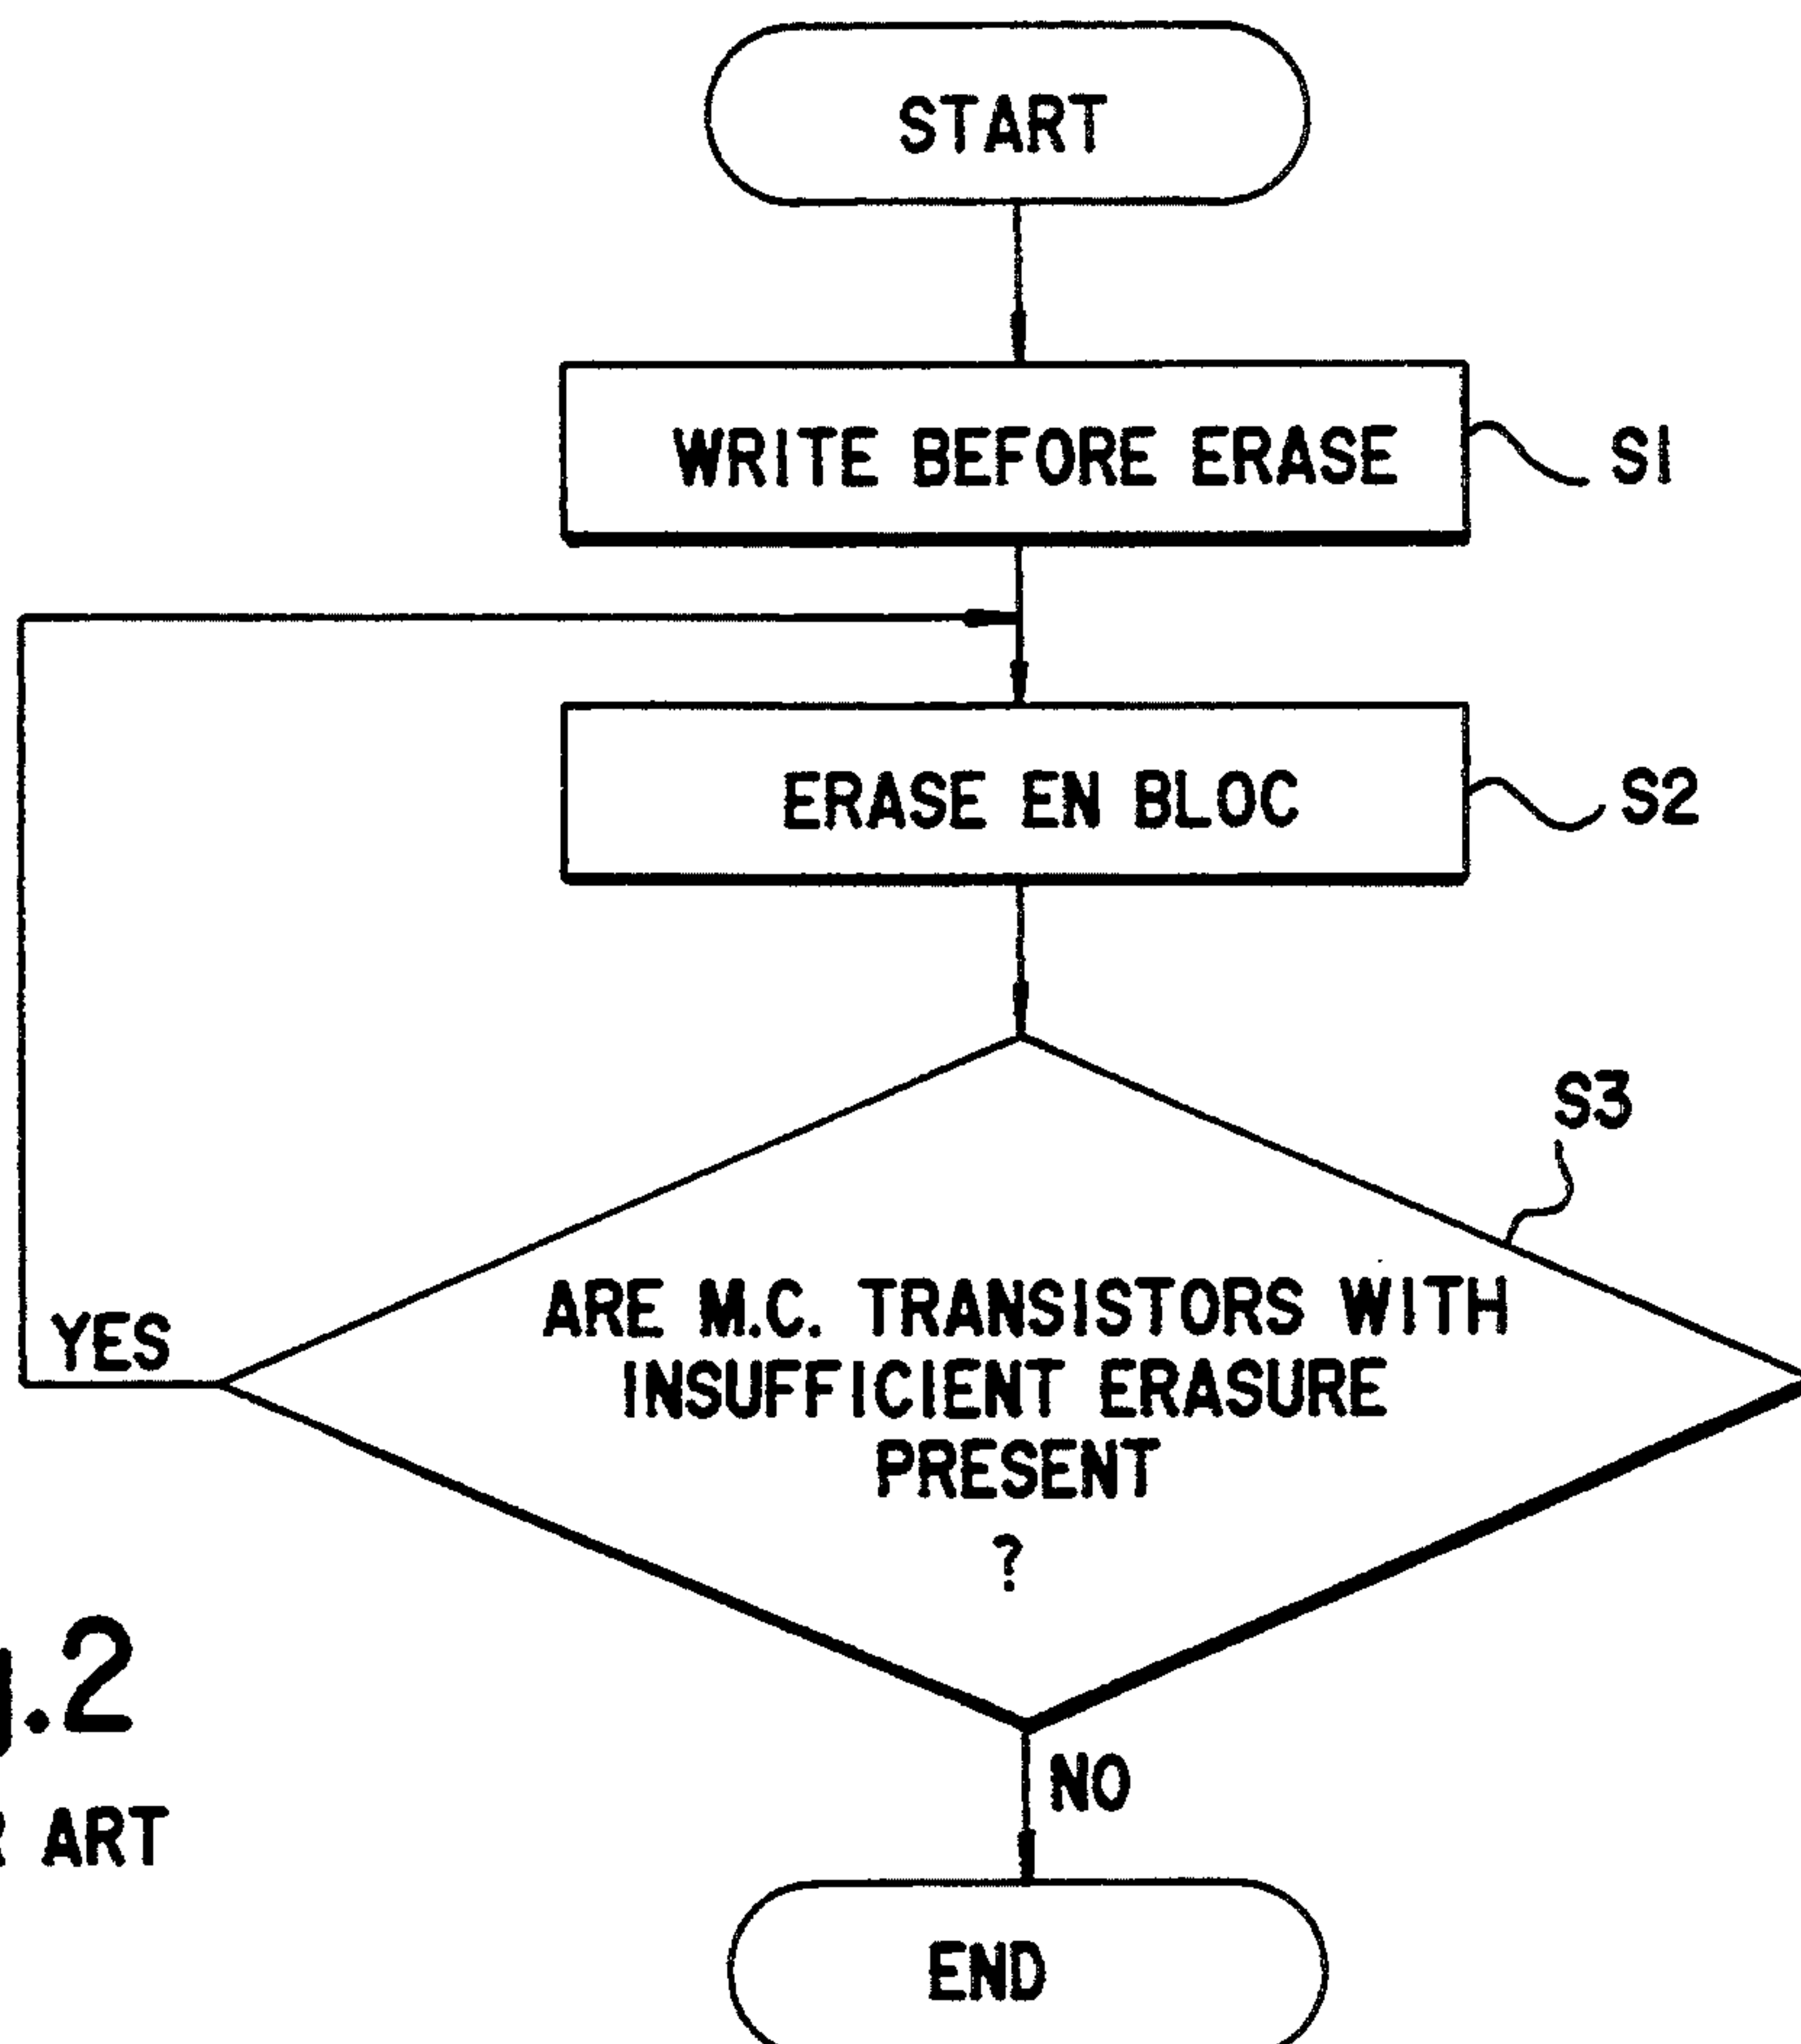 START
WRITE BEFORE ERASE
S1
ERASE EN BLOC
S2
S3
ARE M.C. TRANSISTORS WITH
INSUFFICIENT ERASURE
PRESENT
?
YES
NO
.2
ART
END